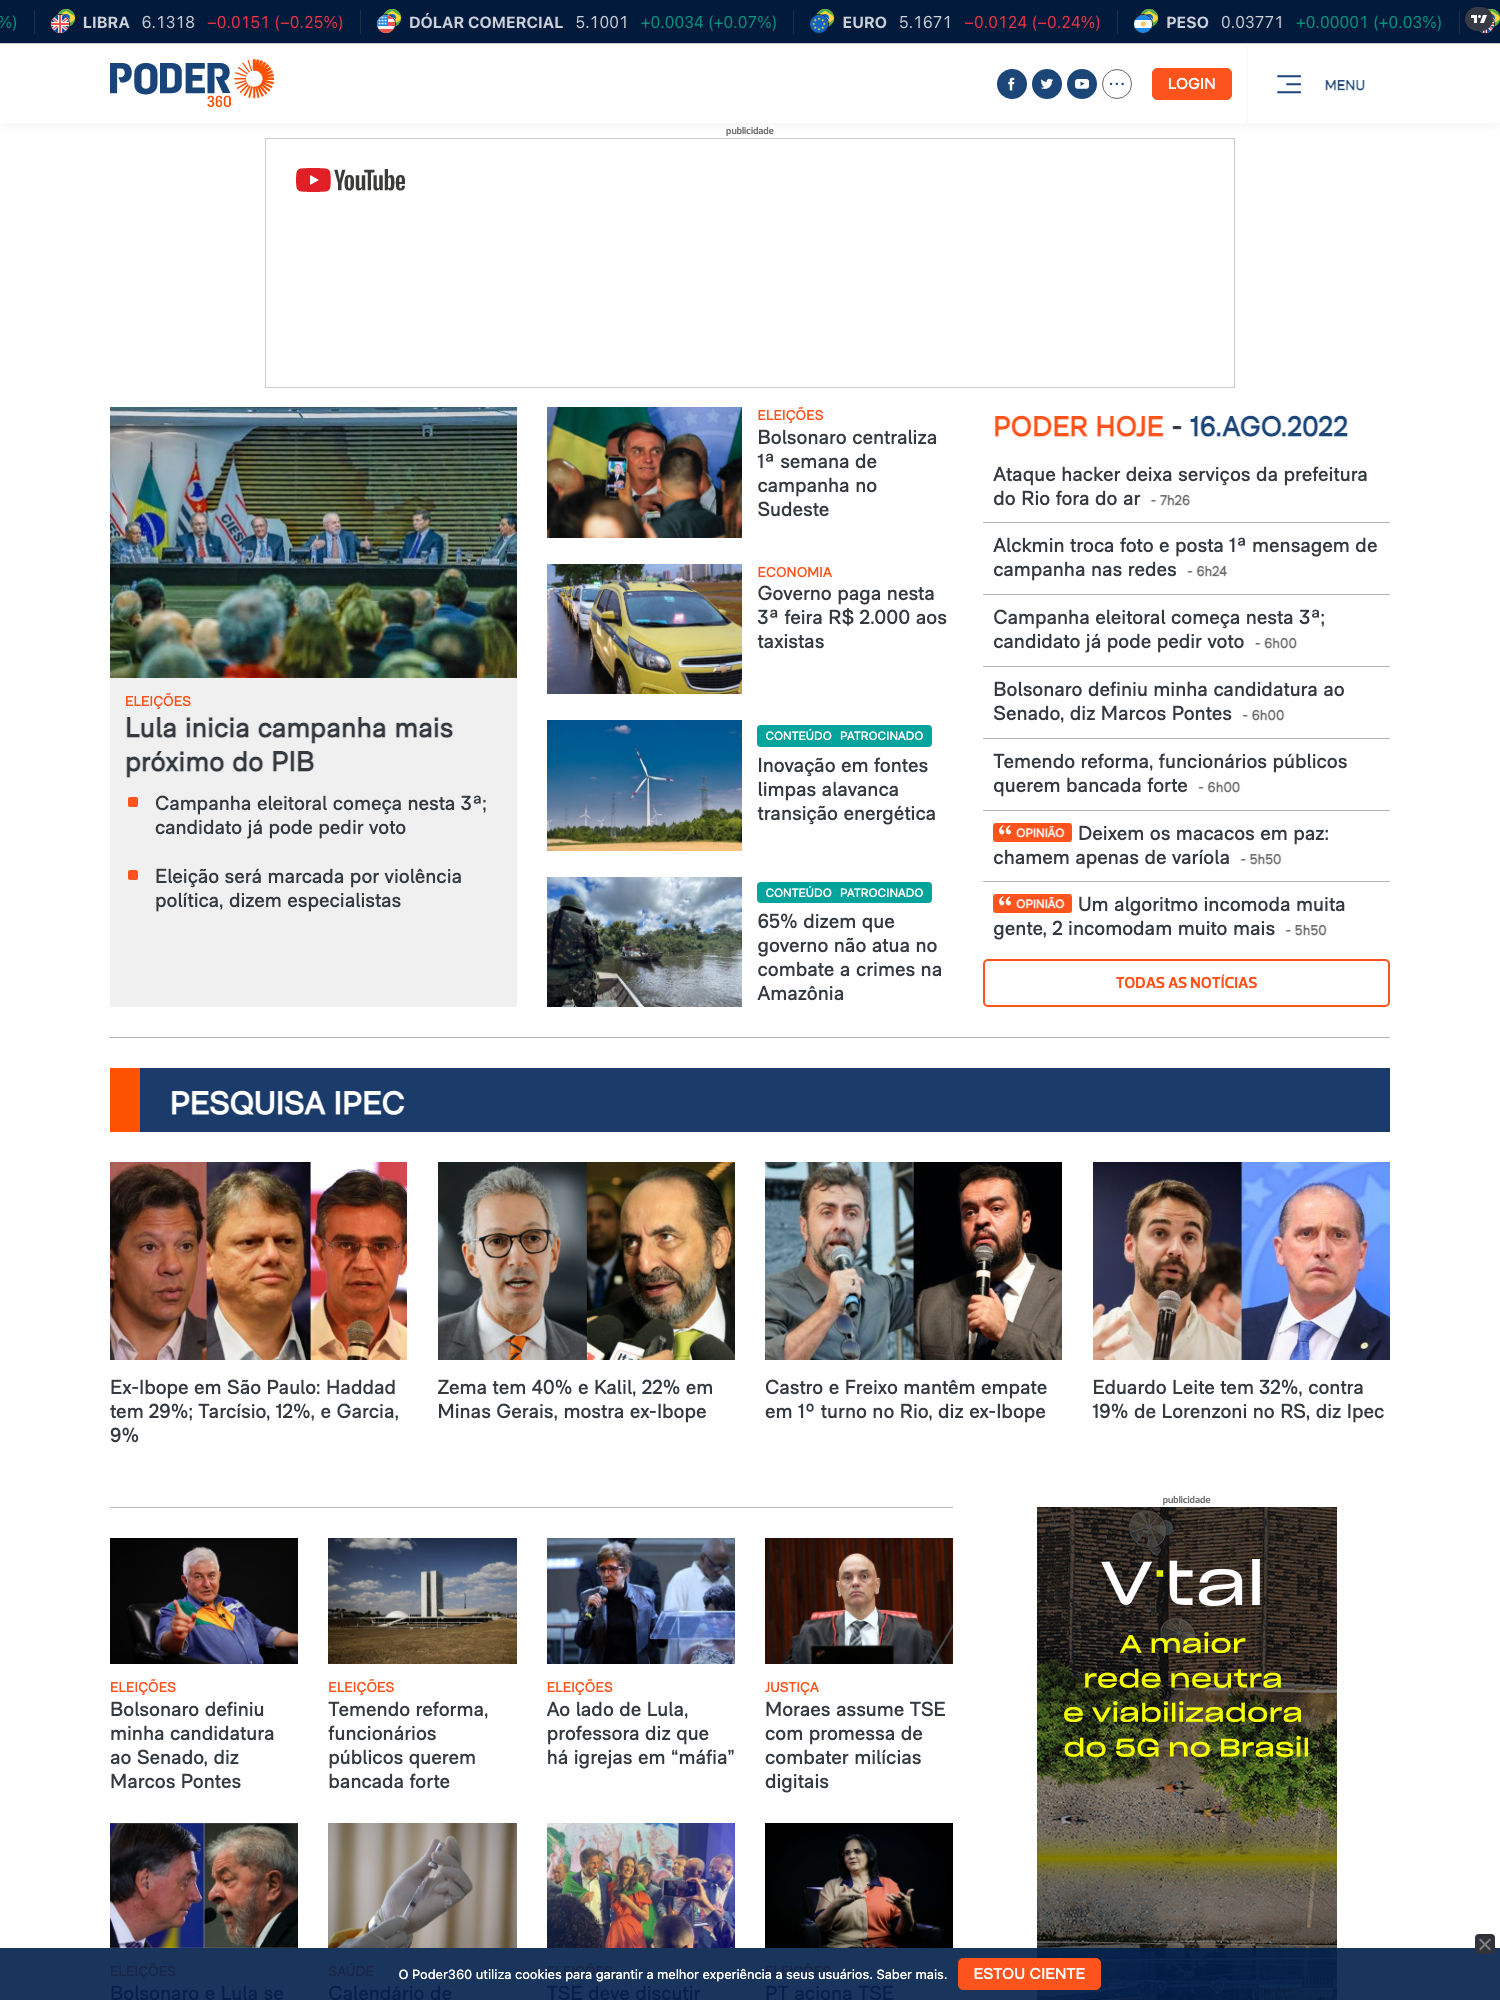 %)
LIBRA 6.1318 −0.0151 (−0.25%)
DÓLAR COMERCIAL 5.1001 +0.0034 (+0.07%)
EURO 5.1671 −0.0124 (−0.24%)
PESO 0.03771 +0.00001 (+0.03%)
PODER
360
LOGIN
MENU
publicidade
YouTube
CIESP
ELEIÇÕES
Lula inicia campanha mais
próximo do PIB
Campanha eleitoral começa nesta 3ª;
candidato já pode pedir voto
Eleição será marcada por violência
política, dizem especialistas
ELEIÇÕES
Bolsonaro centraliza
1ª semana de
campanha no
Sudeste
ECONOMIA
Governo paga nesta
3ª feira R$ 2.000 aos
taxistas
CONTEÚDO PATROCINADO
Inovação em fontes
limpas alavanca
transição energética
CONTEÚDO PATROCINADO
65% dizem que
governo não atua no
combate a crimes na
Amazônia
PODER HOJE - 16.AGO.2022
Ataque hacker deixa serviços da prefeitura
do Rio fora do ar - 7h26
Alckmin troca foto e posta 1ª mensagem de
campanha nas redes - 6h24
Campanha eleitoral começa nesta 3ª;
candidato já pode pedir voto - 6h00
Bolsonaro definiu minha candidatura ao
Senado, diz Marcos Pontes - 6h00
Temendo reforma, funcionários públicos
querem bancada forte - 6h00
“ OPINIÃO Deixem os macacos em paz:
chamem apenas de varíola - 5h50
“ OPINIÃO Um algoritmo incomoda muita
gente, 2 incomodam muito mais - 5h50
TODAS AS NOTÍCIAS
PESQUISA IPEC
Ex-Ibope em São Paulo: Haddad
tem 29%; Tarcísio, 12%, e Garcia,
9%
Zema tem 40% e Kalil, 22% em
Minas Gerais, mostra ex-Ibope
Castro e Freixo mantêm empate
em 1º turno no Rio, diz ex-Ibope
Eduardo Leite tem 32%, contra
19% de Lorenzoni no RS, diz Ipec
ELEIÇÕES
Bolsonaro definiu
minha candidatura
ao Senado, diz
Marcos Pontes
ELEIÇÕES
Temendo reforma,
funcionários
públicos querem
bancada forte
ELEIÇÕES
Ao lado de Lula,
professora diz que
há igrejas em “máfia”
JUSTIÇA
Moraes assume TSE
com promessa de
combater milícias
digitais
publicidade
V·tal
A maior
rede neutra
e viabilizadora
do 5G no Brasil
ELEIÇÕES
Bolsonaro e Lula se
SAÚDE
Calendário de
ELEIÇÕES
TSE deve discutir
ELEIÇÕES
PT aciona TSE
O Poder360 utiliza cookies para garantir a melhor experiência a seus usuários. Saber mais.
ESTOU CIENTE